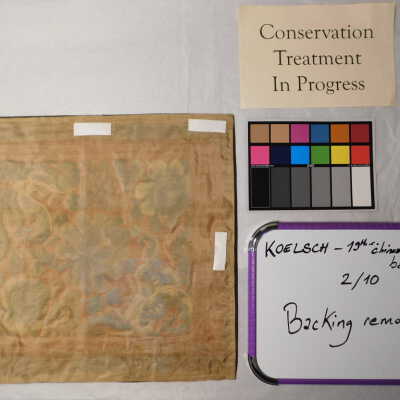 Conservation
Treatment
In Progress
KOELSCH - 19th
2/10
Backing